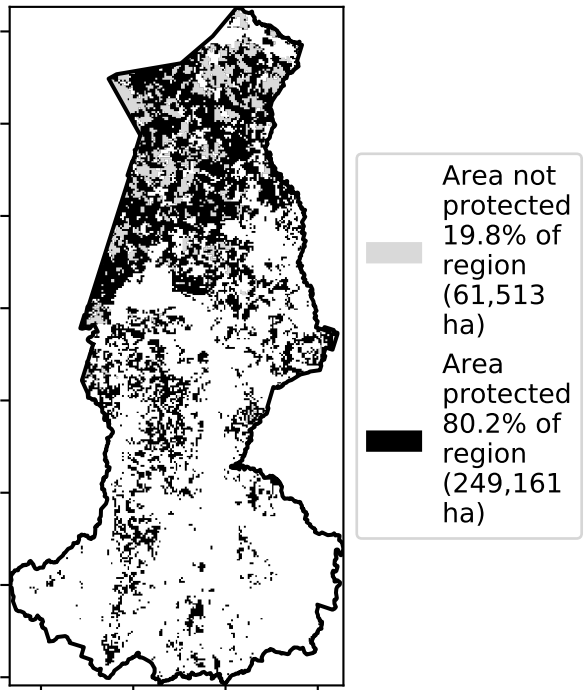 Area not
protected
19.8% of
region
(61,513
ha)
Area
protected
80.2% of
region
(249,161
ha)